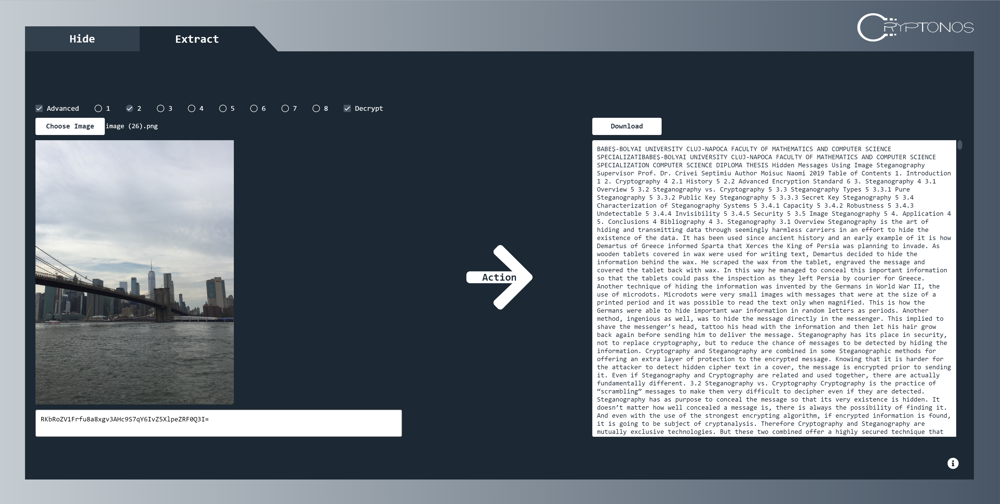 CRYPTONOS
Hide
Extract
Advanced 1 2 3 4 5 6 7 8 Decrypt
Choose Image image (26).png
RKbRoZV1Frfu8a8xgv3AHc9S7qY6IvZ5XlpeZRF0Q3I=
Action
Download
BABEȘ-BOLYAI UNIVERSITY CLUJ-NAPOCA FACULTY OF MATHEMATICS AND COMPUTER SCIENCE
SPECIALIZATIBABEȘ-BOLYAI UNIVERSITY CLUJ-NAPOCA FACULTY OF MATHEMATICS AND COMPUTER SCIENCE
SPECIALIZATION COMPUTER SCIENCE DIPLOMA THESIS Hidden Messages Using Image Steganography
Supervisor Prof. Dr. Crivei Septimiu Author Moisuc Naomi 2019 Table of Contents 1. Introduction
1 2. Cryptography 4 2.1 History 5 2.2 Advanced Encryption Standard 6 3. Steganography 4 3.1
Overview 5 3.2 Steganography vs. Cryptography 5 3.3 Steganography Types 5 3.3.1 Pure
Steganography 5 3.3.2 Public Key Steganography 5 3.3.3 Secret Key Steganography 5 3.4
Characterization of Steganography Systems 5 3.4.1 Capacity 5 3.4.2 Robustness 5 3.4.3
Undetectable 5 3.4.4 Invisibility 5 3.4.5 Security 5 3.5 Image Steganography 5 4. Application 4
5. Conclusions 4 Bibliography 4 3. Steganography 3.1 Overview Steganography is the art of
hiding and transmitting data through seemingly harmless carriers in an effort to hide the
existence of the data. It has been used since ancient history and an early example of it is how
Demartus of Greece informed Sparta that Xerces the King of Persia was planning to invade. As
wooden tablets covered in wax were used for writing text, Demartus decided to hide the
information behind the wax. He scraped the wax from the tablet, engraved the message and
covered the tablet back with wax. In this way he managed to conceal this important information
so that the tablets could pass the inspection as they left Persia by courier for Greece.
Another technique of hiding the information was invented by the Germans in World War II, the
use of microdots. Microdots were very small images with messages that were at the size of a
printed period and it was possible to read the text only when magnified. This is how the
Germans were able to hide important war information in random letters as periods. Another
method, ingenious as well, was to hide the message directly in the messenger. This implied to
shave the messenger’s head, tattoo his head with the information and then let his hair grow
back again before sending him to deliver the message. Steganography has its place in security,
not to replace cryptography, but to reduce the chance of messages to be detected by hiding the
information. Cryptography and Steganography are combined in some Steganographic methods for
offering an extra layer of protection to the encrypted message. Knowing that it is harder for
the attacker to detect hidden cipher text in a cover, the message is encrypted prior to sending
it. Even if Steganography and Cryptography are related and used together, there are actually
fundamentally different. 3.2 Steganography vs. Cryptography Cryptography is the practice of
“scrambling” messages to make them very difficult to decipher even if they are detected.
Steganography has as purpose to conceal the message so that its very existence is hidden. It
doesn’t matter how well concealed a message is, there is always the possibility of finding it.
And even with the use of the strongest encrypting algorithm, if encrypted information is found,
it is going to be subject of cryptanalysis. Therefore Cryptography and Steganography are
mutually exclusive technologies. But these two combined offer a highly secured technique that